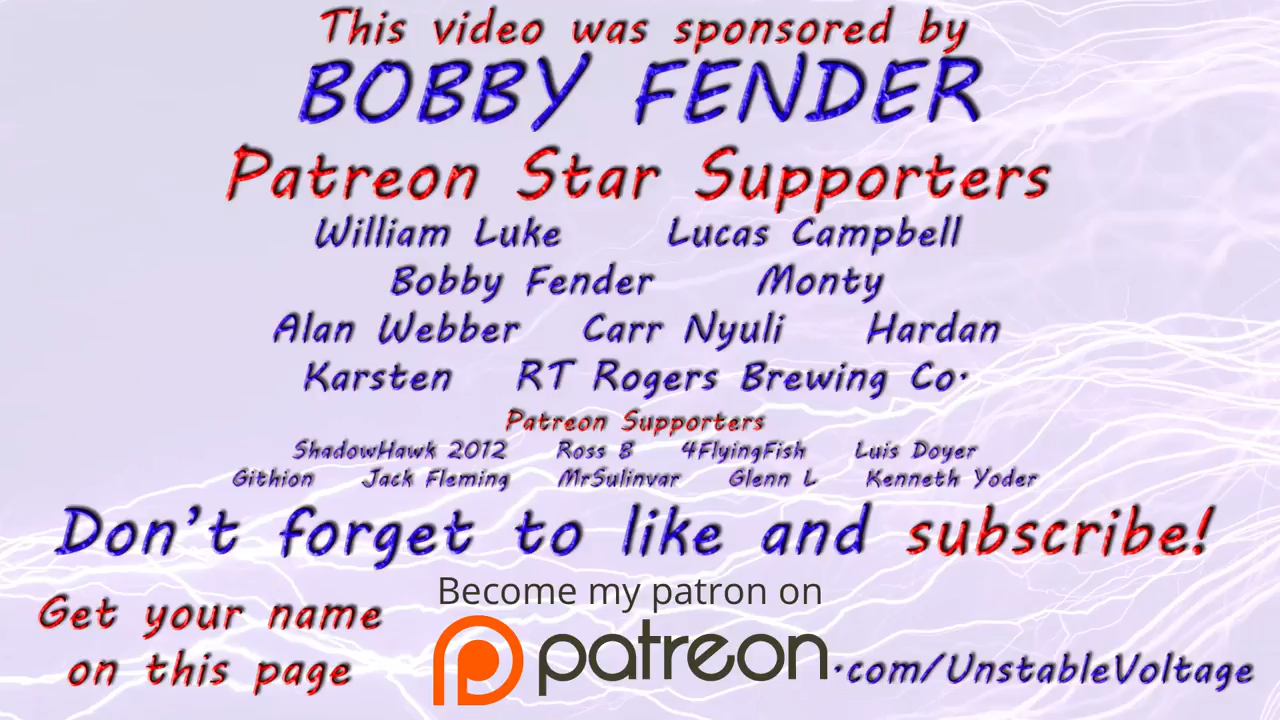 This video was sponsored by
BOBBY FENDER
Patreon Star Supporters
William Luke Lucas Campbell
Bobby Fender Monty
Alan Webber Carr Nyuli Hardan
Karsten RT Rogers Brewing Co.
Patreon Supporters
ShadowHawk 2012 Ross B 4FlyingFish Luis Doyer
Githion Jack Fleming MrSulinvar Glenn L Kenneth Yoder
Don't forget to like and subscribe!
Get your name
on this page
Become my patron on
patreon.com/UnstableVoltage